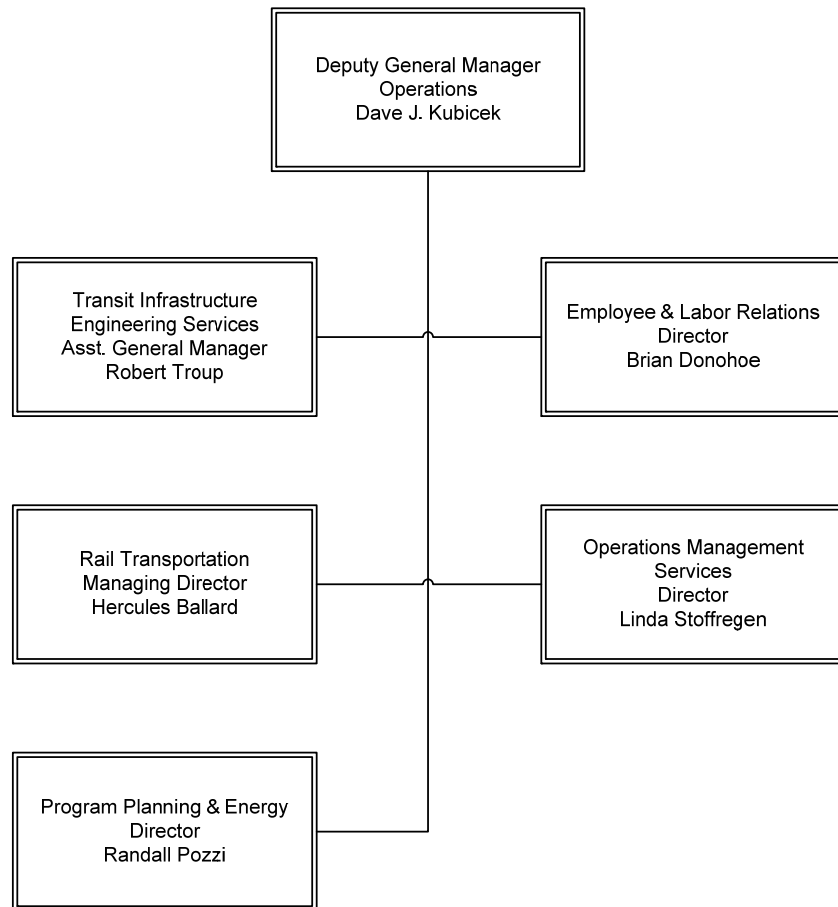 Deputy General Manager
Operations
Dave J. Kubicek
Transit Infrastructure
Engineering Services
Asst. General Manager
Robert Troup
Employee & Labor Relations
Director
Brian Donohoe
Rail Transportation
Managing Director
Hercules Ballard
Operations Management
Services
Director
Linda Stoffregen
Program Planning & Energy
Director
Randall Pozzi